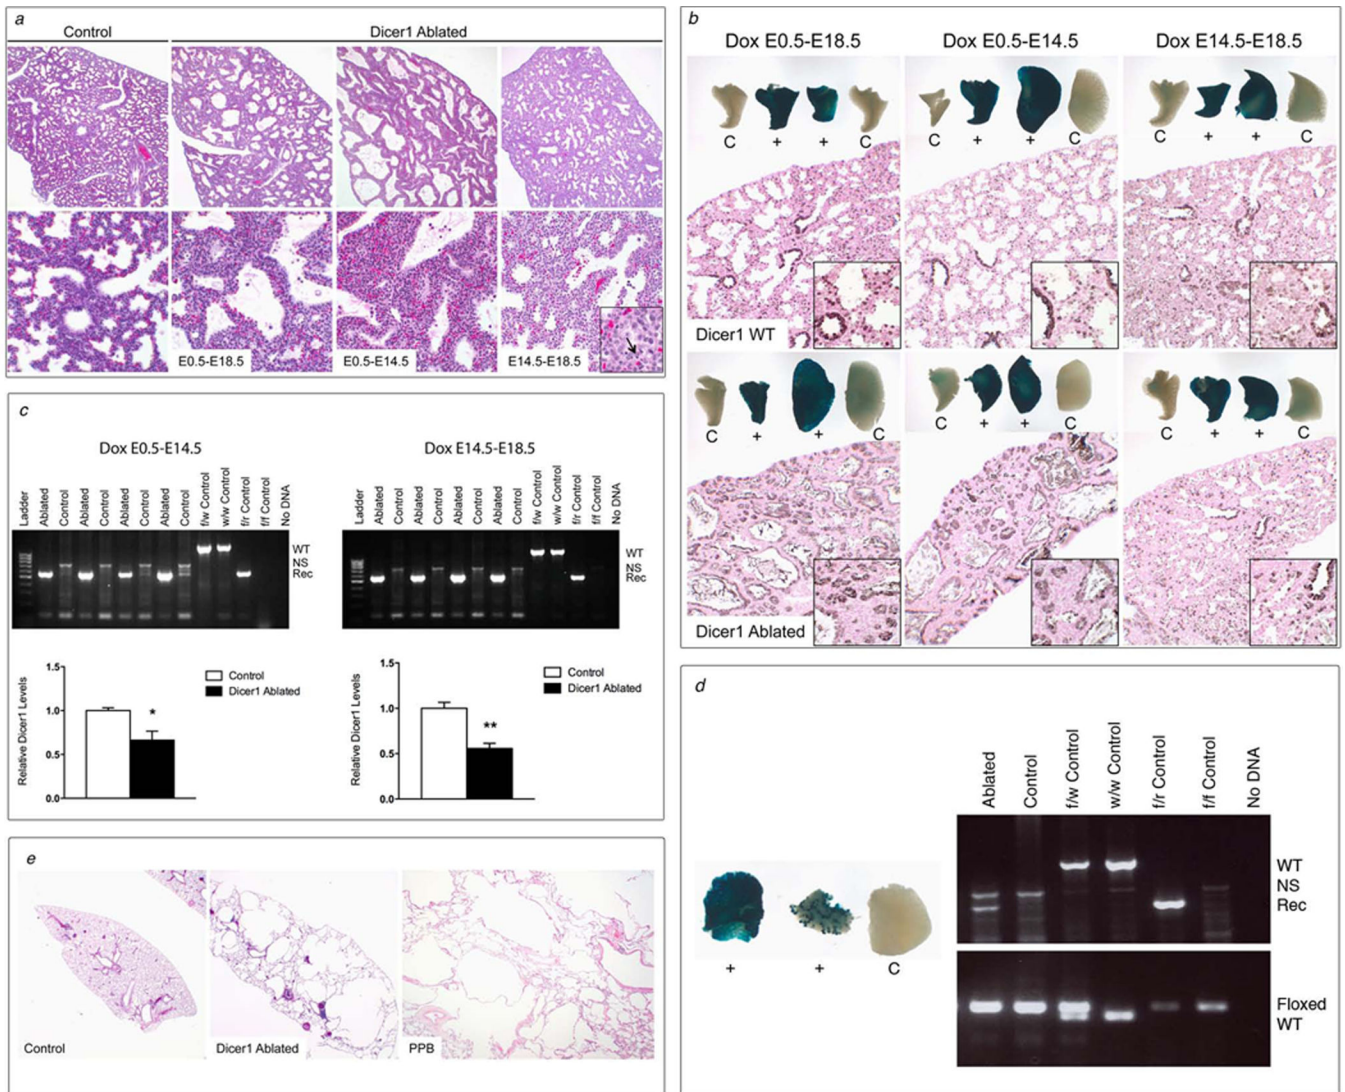 a
Control
Dicer1 Ablated
E0.5-E18.5
E0.5-E14.5
E14.5-E18.5
b
Dox E0.5-E18.5
Dox E0.5-E14.5
Dox E14.5-E18.5
C + + C
C + + C
C + + C
Dicer1 WT
C + + C
C + + C
C + + C
Dicer1 Ablated
c
Dox E0.5-E14.5
Ladder
Ablated
Control
Ablated
Control
Ablated
Control
Ablated
Control
f/w Control
w/w Control
f/r Control
f/f Control
No DNA
WT
NS
Rec
Dox E14.5-E18.5
Ladder
Ablated
Control
Ablated
Control
Ablated
Control
Ablated
Control
f/w Control
w/w Control
f/r Control
f/f Control
No DNA
WT
NS
Rec
Relative Dicer1 Levels
1.5
1.0
0.5
0.0
*
Control
Dicer1 Ablated
Relative Dicer1 Levels
1.5
1.0
0.5
0.0
**
Control
Dicer1 Ablated
d
+ + C
Ablated
Control
f/w Control
w/w Control
f/r Control
f/f Control
No DNA
WT
NS
Rec
Floxed
WT
e
Control
Dicer1 Ablated
PPB